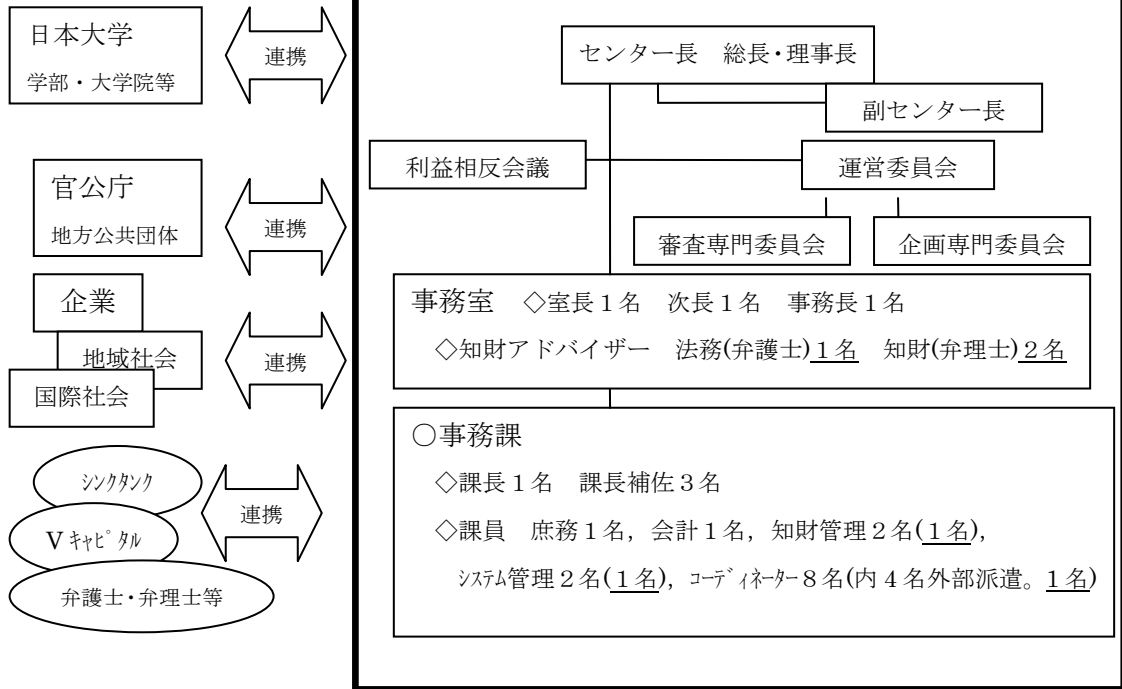 日本大学
学部・大学院等
連携
官公庁
地方公共団体
連携
企業
地域社会
国際社会
連携
ｼﾝｸﾀﾝｸ
Vｷｬﾋﾟﾀﾙ
弁護士・弁理士等
連携
センター長　総長・理事長
副センター長
利益相反会議
運営委員会
審査専門委員会
企画専門委員会
事務室　◇室長１名　次長１名　事務長１名
◇知財アドバイザー　法務(弁護士)１名　知財(弁理士)２名
〇事務課
◇課長１名　課長補佐３名
◇課員　庶務１名，会計１名，知財管理２名(１名)，
ｼｽﾃﾑ管理２名(１名)，ｺｰﾃﾞｨﾈｰﾀｰ８名(内４名外部派遣。１名)